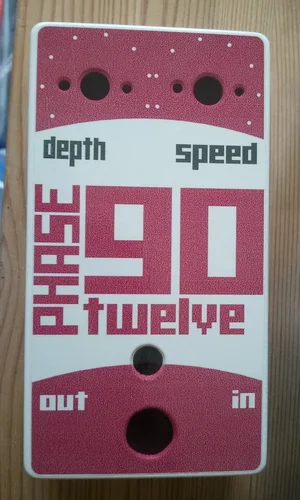 depth speed
PHASE 90
twelve
out in